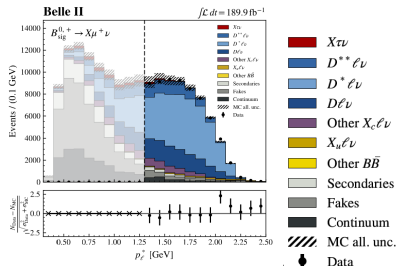 Belle II
∫ℒ dt = 189.9 fb⁻¹
B⁰,⁺sig → Xμ⁺ν
Xτν
D**ℓν
D*ℓν
Dℓν
Other Xcℓν
Xuℓν
Other BB̄
Secondaries
Fakes
Continuum
MC all. unc.
Data
Events / (0.1 GeV)
14000
12000
10000
8000
6000
4000
2000
0
2.5
0.0
-2.5
0.50 0.75 1.00 1.25 1.50 1.75 2.00 2.25 2.50
p*ℓ [GeV]
Xτν
D**ℓν
D*ℓν
Dℓν
Other Xcℓν
Xuℓν
Other BB̄
Secondaries
Fakes
Continuum
MC all. unc.
Data